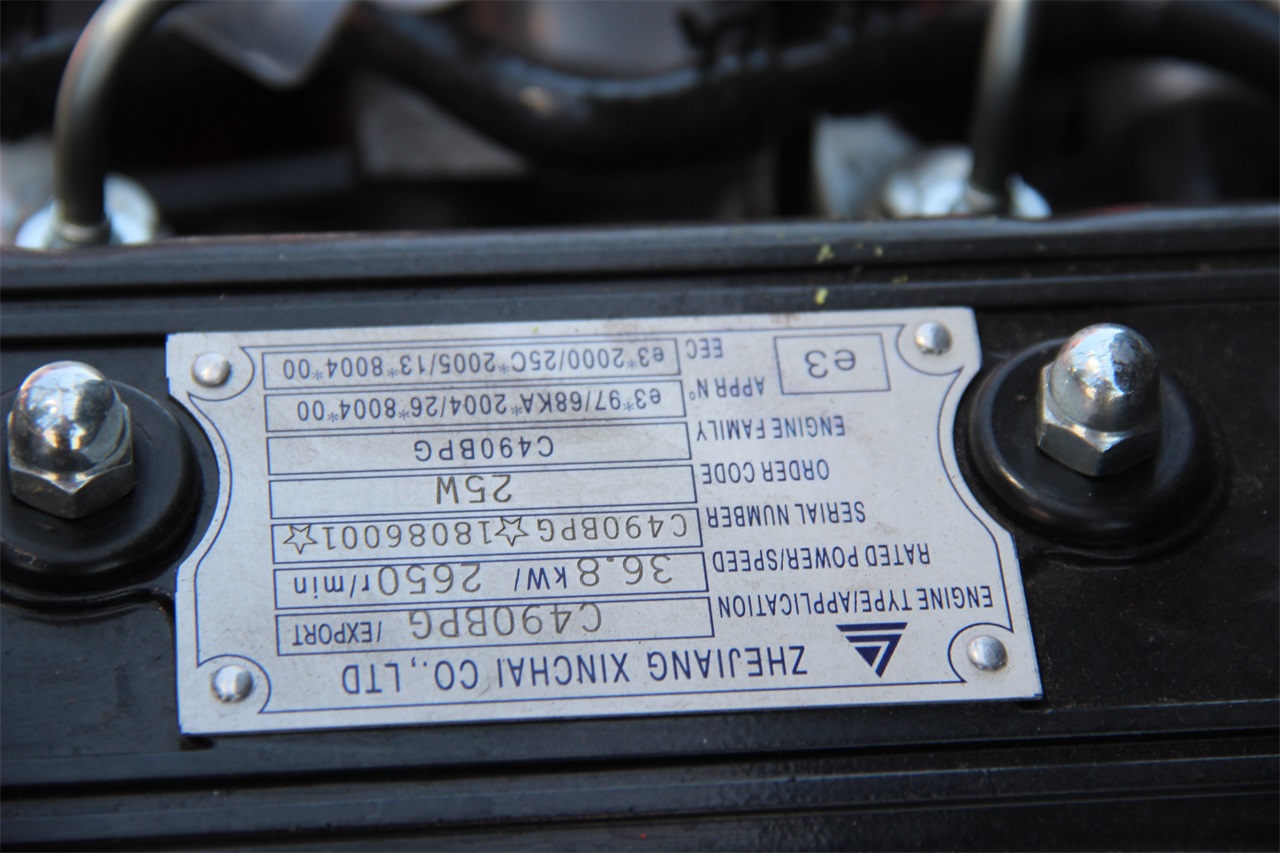 ZHEJIANG XINCHAI CO.,LTD
ENGINE TYPE/APPLICATION C490BPG /EXPORT
RATED POWER/SPEED 36.8kW/ 2650r/min
SERIAL NUMBER C490BPG☆18086001☆
ORDER CODE 25W
ENGINE FAMILY C490BPG
APPR N° e3*97/68KA*2004/26*8004*00
e3 EEC e3*2000/25C*2005/13*8004*00